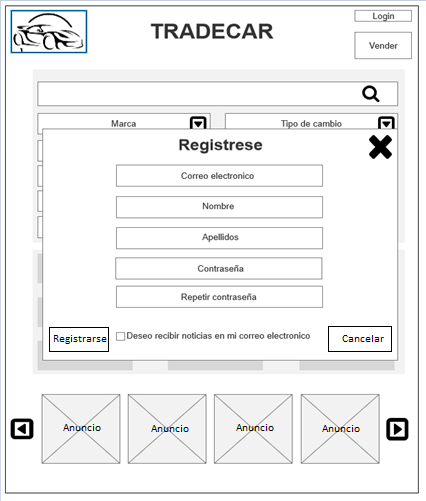 TRADECAR
Login
Vender
Marca
Tipo de cambio
Registrese
Correo electronico
Nombre
Apellidos
Contraseña
Repetir contraseña
Registrarse
Deseo recibir noticias en mi correo electronico
Cancelar
Anuncio
Anuncio
Anuncio
Anuncio